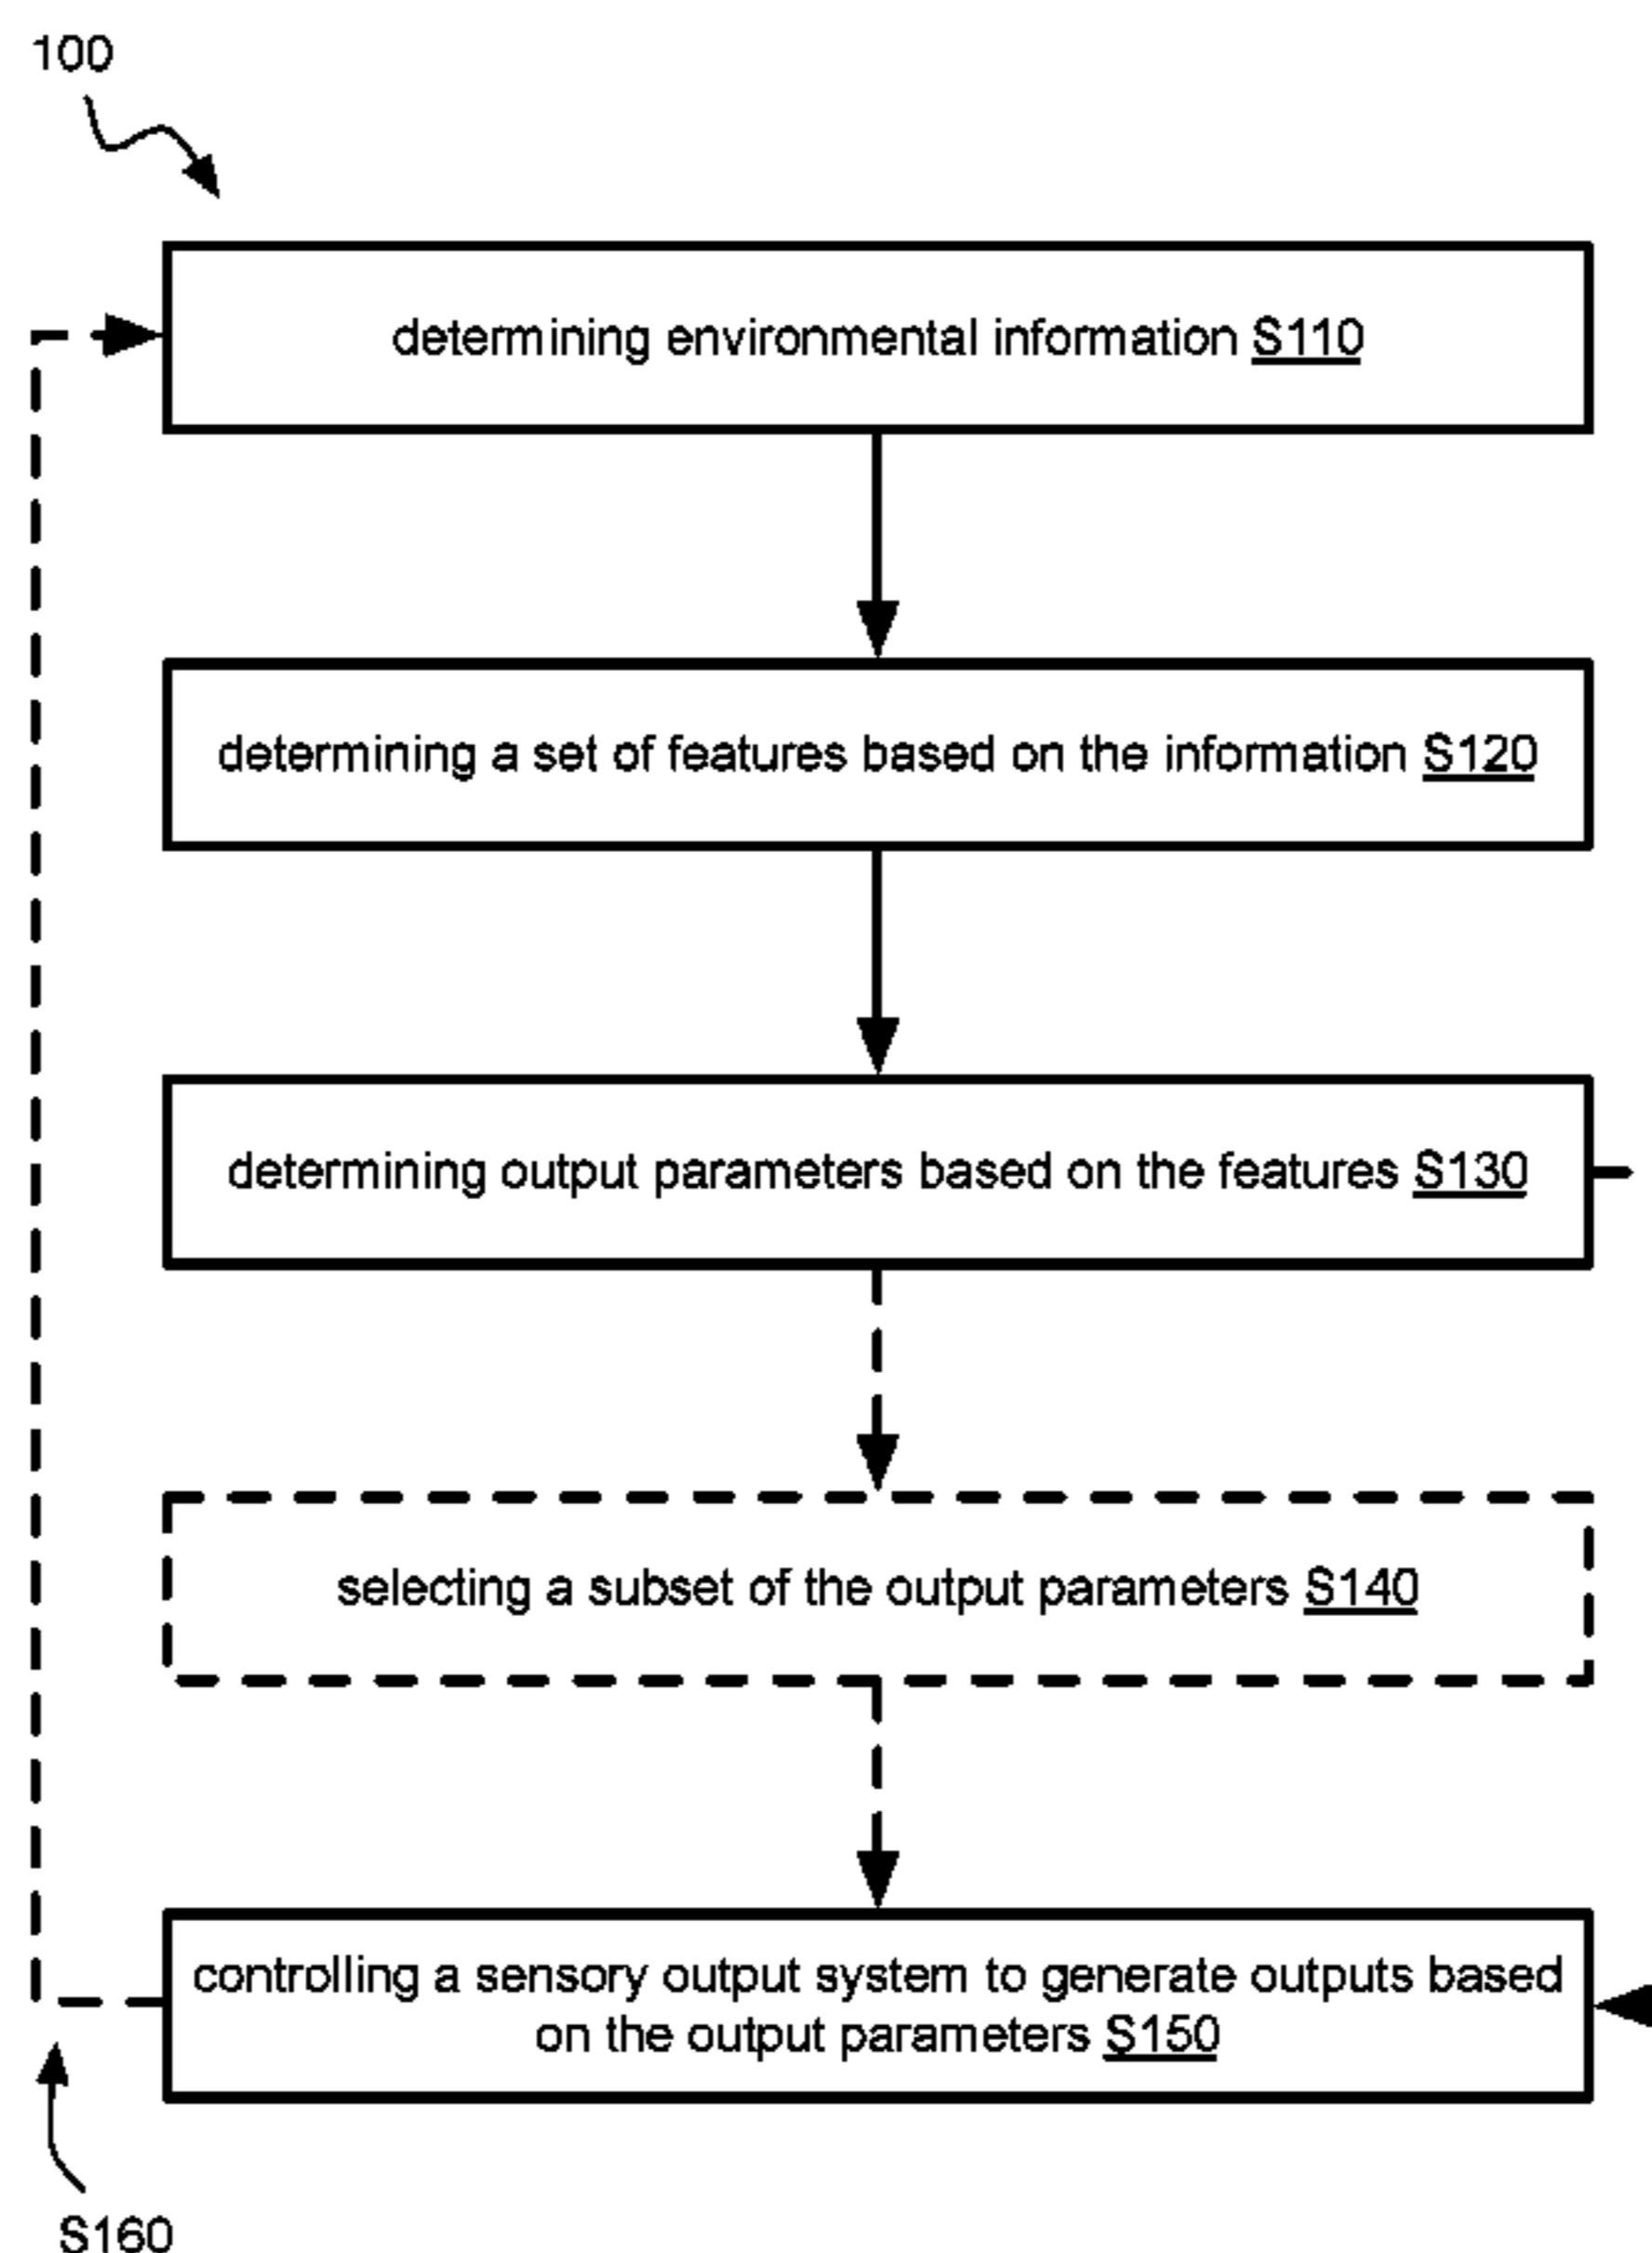 100
determining environmental information S110
determining a set of features based on the information S120
determining output parameters based on the features S130
selecting a subset of the output parameters S140
controlling a sensory output system to generate outputs based
on the output parameters S150
S160